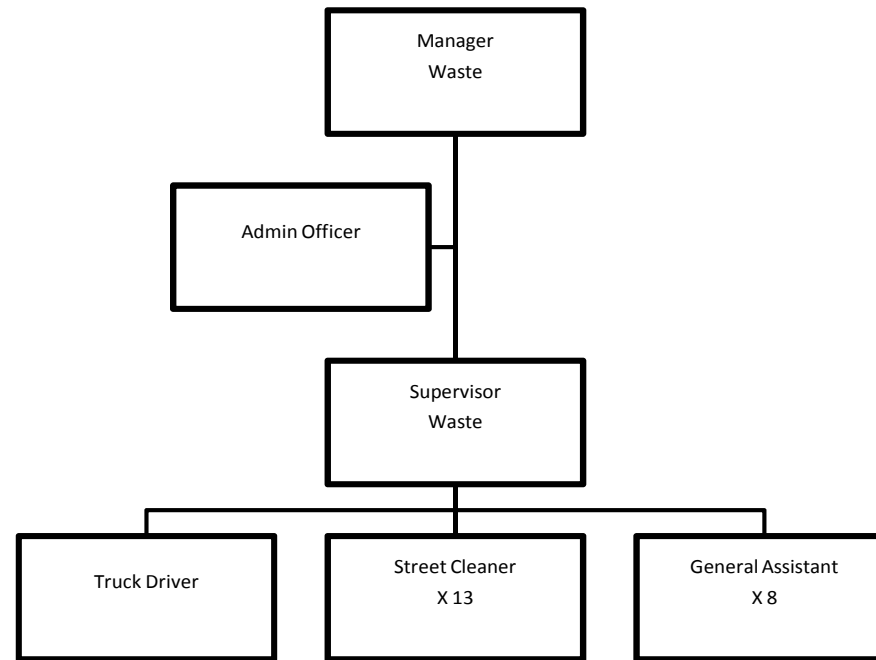 Manager
Waste
Admin Officer
Supervisor
Waste
Truck Driver
Street Cleaner
X 13
General Assistant
X 8